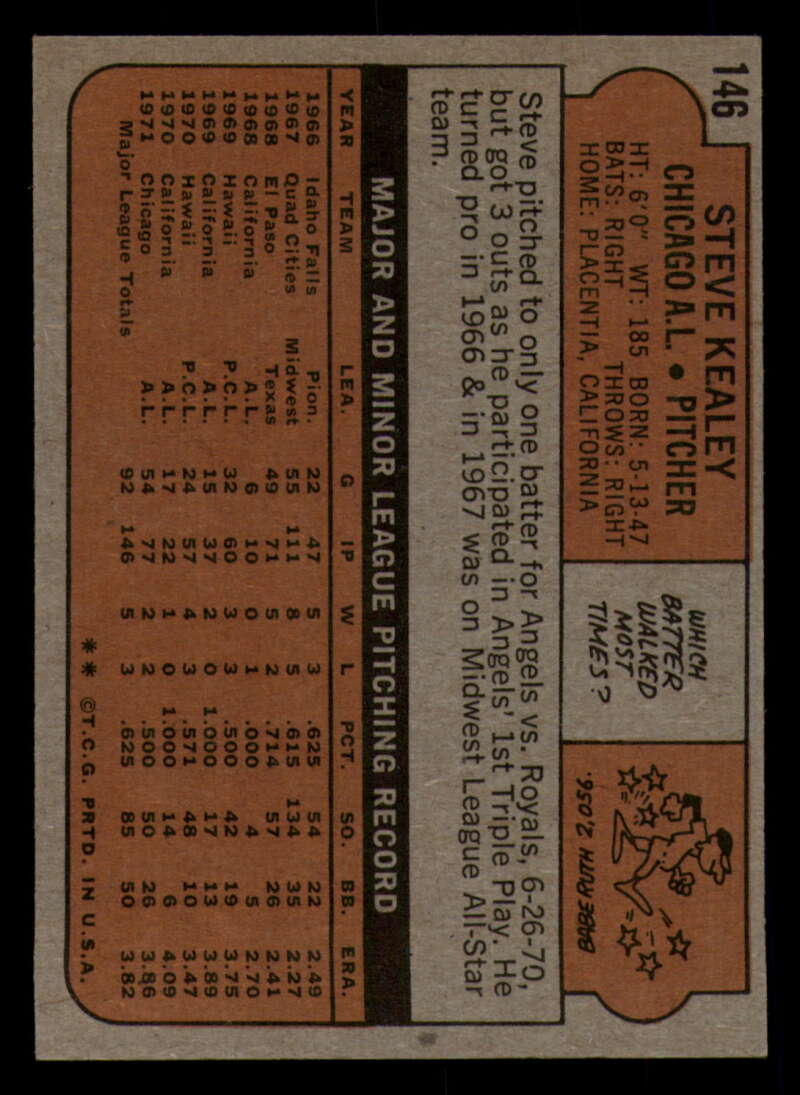 146
STEVE KEALEY
CHICAGO A.L. • PITCHER
HT: 6'0" WT: 185 BORN: 5-13-47
BATS: RIGHT THROWS: RIGHT
HOME: PLACENTIA, CALIFORNIA
WHICH
BATTER
WALKED
MOST
TIMES?
BABE RUTH 2,056.
Steve pitched to only one batter for Angels vs. Royals, 6-26-70,
but got 3 outs as he participated in Angels' 1st Triple Play. He
turned pro in 1966 & in 1967 was on Midwest League All-Star
team.
MAJOR AND MINOR LEAGUE PITCHING RECORD
YEAR TEAM LEA. G IP W L PCT. SO. BB. ERA.
1966 Idaho Falls Pion. 22 47 5 3 .625 54 22 2.49
1967 Quad Cities Midwest 55 111 8 5 .615 134 35 2.27
1968 El Paso Texas 49 71 5 2 .714 57 26 2.41
1968 California A.L. 6 10 0 1 .000 4 5 2.70
1969 Hawaii P.C.L. 32 60 3 3 .500 42 19 3.75
1969 California A.L. 15 37 2 0 1.000 17 13 3.89
1970 Hawaii P.C.L. 24 57 4 3 .571 48 10 3.47
1970 California A.L. 17 22 1 0 1.000 14 6 4.09
1971 Chicago A.L. 54 77 2 2 .500 50 26 3.86
Major League Totals 92 146 5 3 .625 85 50 3.82
** ©T.C.G. PRTD. IN U.S.A.